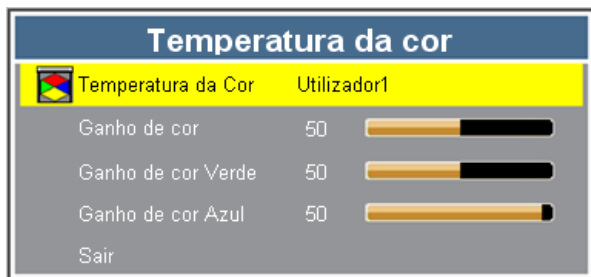 Temperatura da cor
Temperatura da Cor Utilizador1
Ganho de cor 50
Ganho de cor Verde 50
Ganho de cor Azul 50
Sair